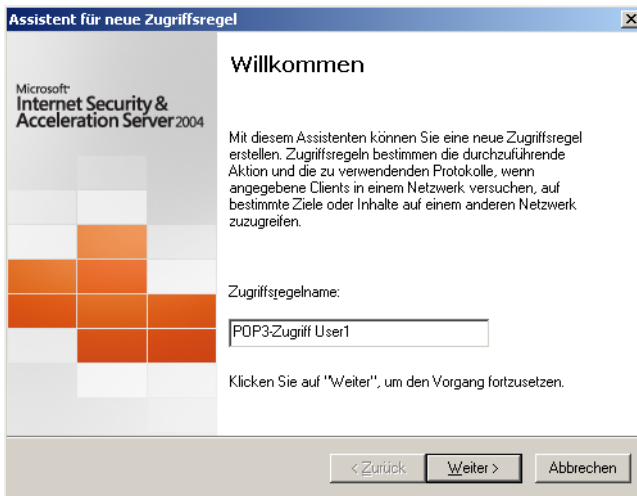 Assistent für neue Zugriffsregel
Microsoft
Internet Security &
Acceleration Server 2004
Willkommen
Mit diesem Assistenten können Sie eine neue Zugriffsregel
erstellen. Zugriffsregeln bestimmen die durchzuführende
Aktion und die zu verwendenden Protokolle, wenn
angegebene Clients in einem Netzwerk versuchen, auf
bestimmte Ziele oder Inhalte auf einem anderen Netzwerk
zuzugreifen.
Zugriffsregelname:
POP3-Zugriff User1
Klicken Sie auf "Weiter", um den Vorgang fortzusetzen.
< Zurück Weiter > Abbrechen